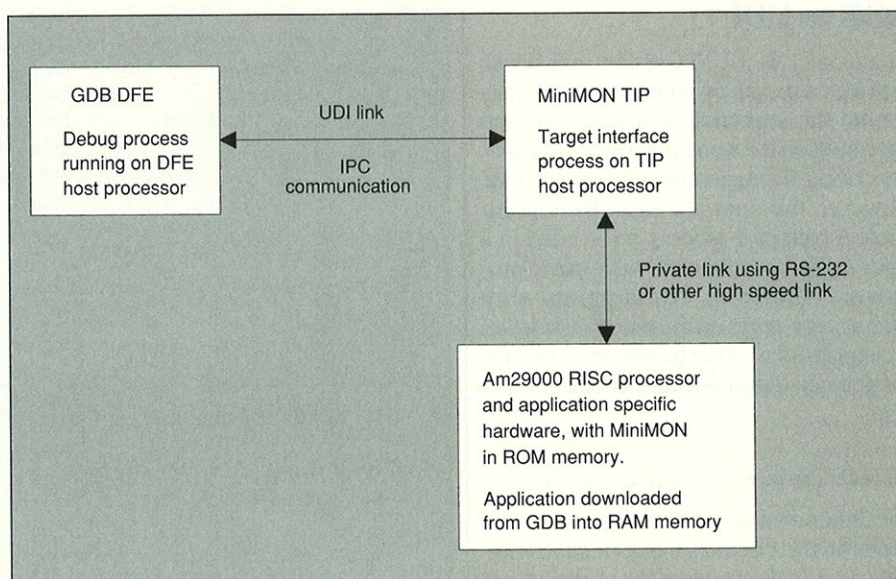 GDB DFE
Debug process
running on DFE
host processor
UDI link
IPC
communication
MiniMON TIP
Target interface
process on TIP
host processor
Private link using RS-232
or other high speed link
Am29000 RISC processor
and application specific
hardware, with MiniMON
in ROM memory.
Application downloaded
from GDB into RAM memory